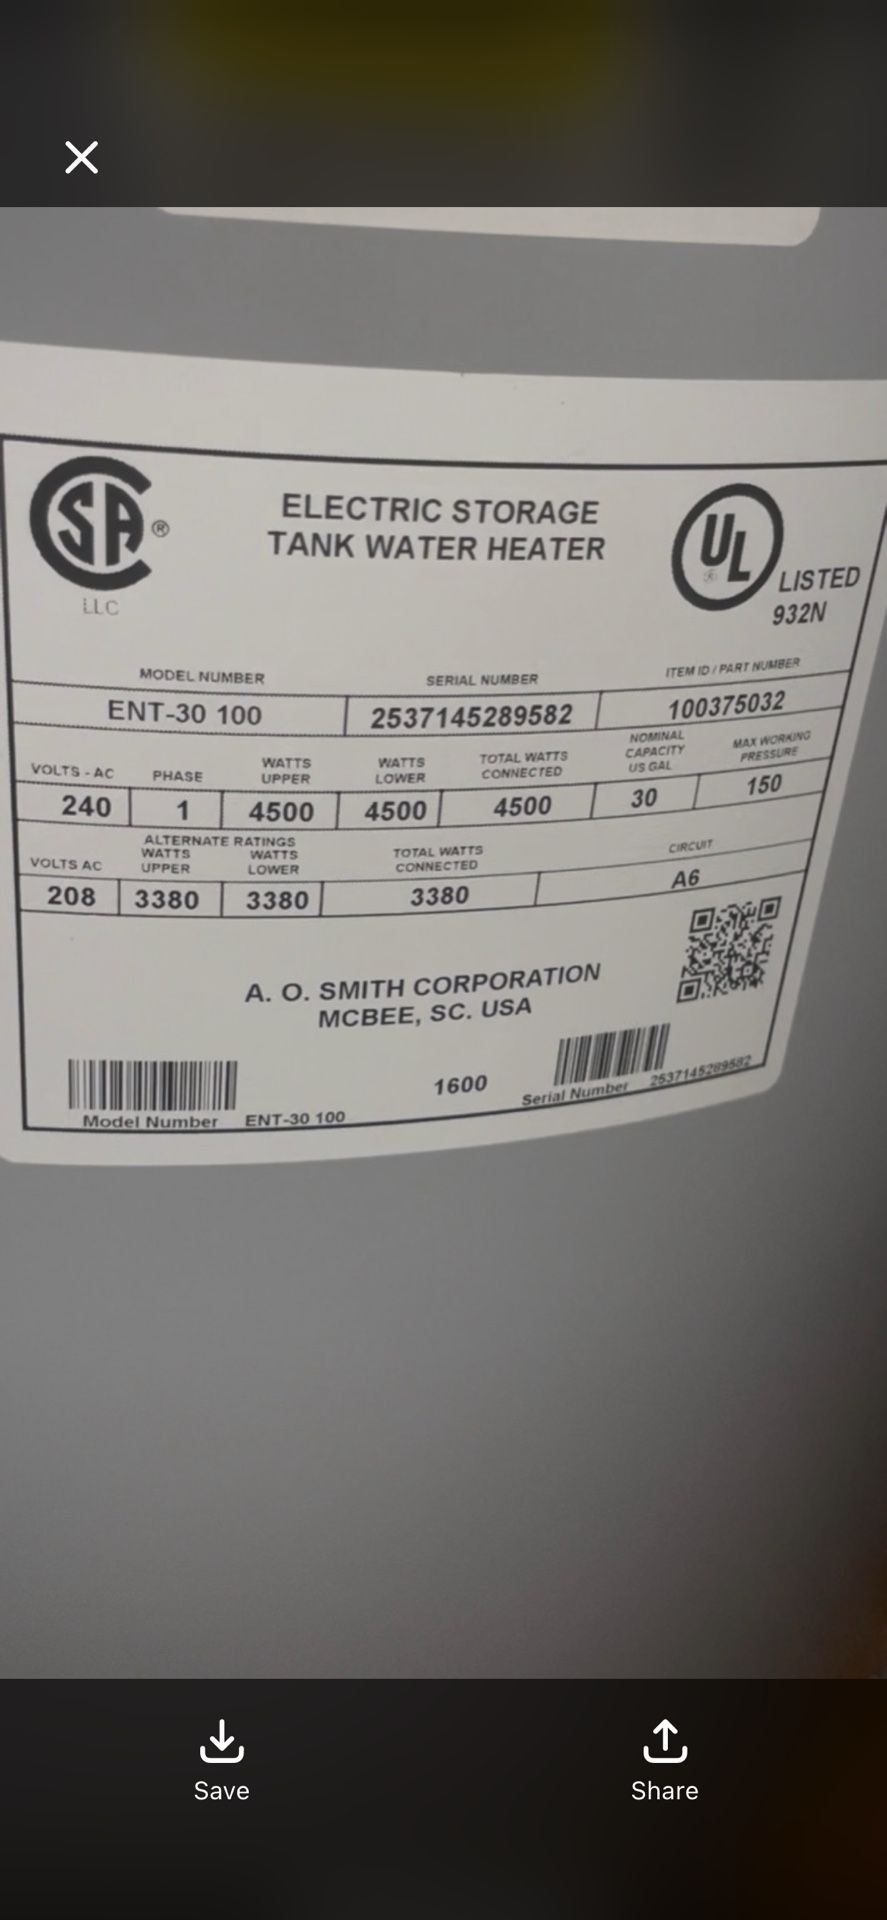 SA ®
LLC
ELECTRIC STORAGE
TANK WATER HEATER
UL ®
LISTED
932N
MODEL NUMBER SERIAL NUMBER ITEM ID / PART NUMBER
ENT-30 100 2537145289582 100375032
VOLTS - AC PHASE WATTS UPPER WATTS LOWER TOTAL WATTS CONNECTED NOMINAL CAPACITY US GAL MAX WORKING PRESSURE
240 1 4500 4500 4500 30 150
ALTERNATE RATINGS
VOLTS AC WATTS UPPER WATTS LOWER TOTAL WATTS CONNECTED CIRCUIT
208 3380 3380 3380 A6
A. O. SMITH CORPORATION
MCBEE, SC. USA
1600
Model Number ENT-30 100
Serial Number 2537145289582
Save
Share